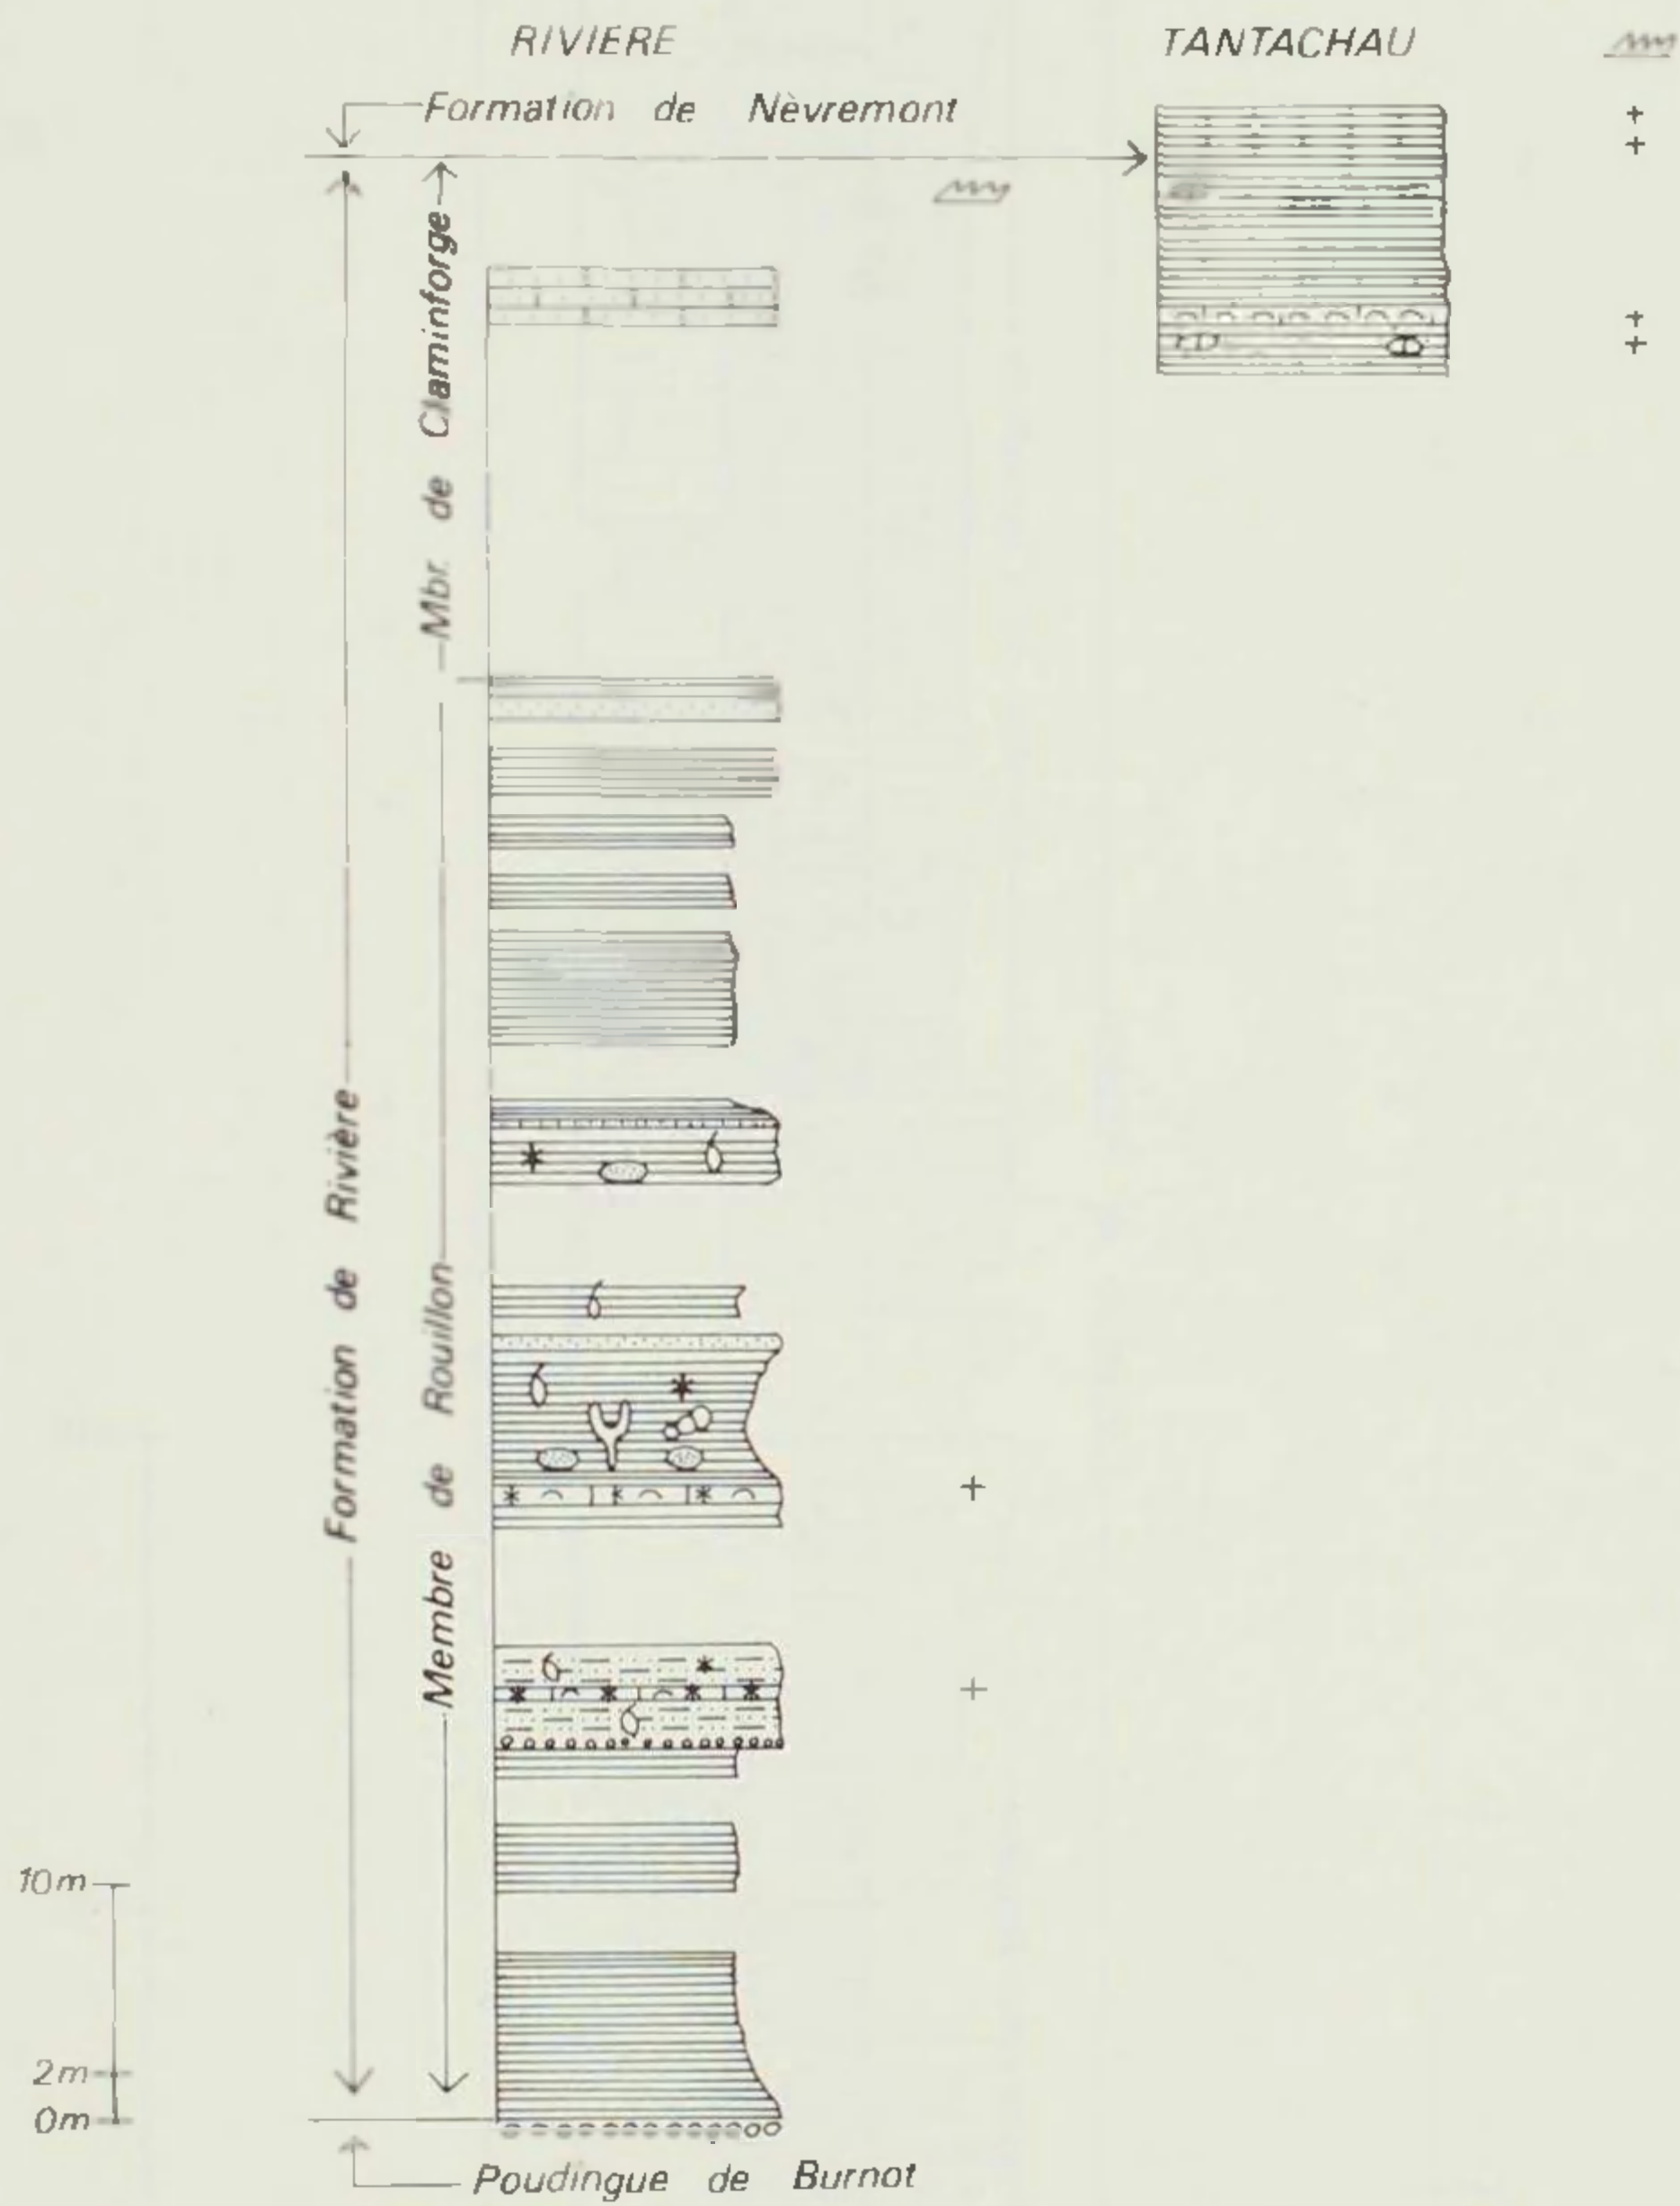 RIVIERE
TANTACHAU
Formation de Nèvremont
Mbr. de Claminforge
Formation de Rivière
Membre de Rouillon
10m
2m
0m
Poudingue de Burnot